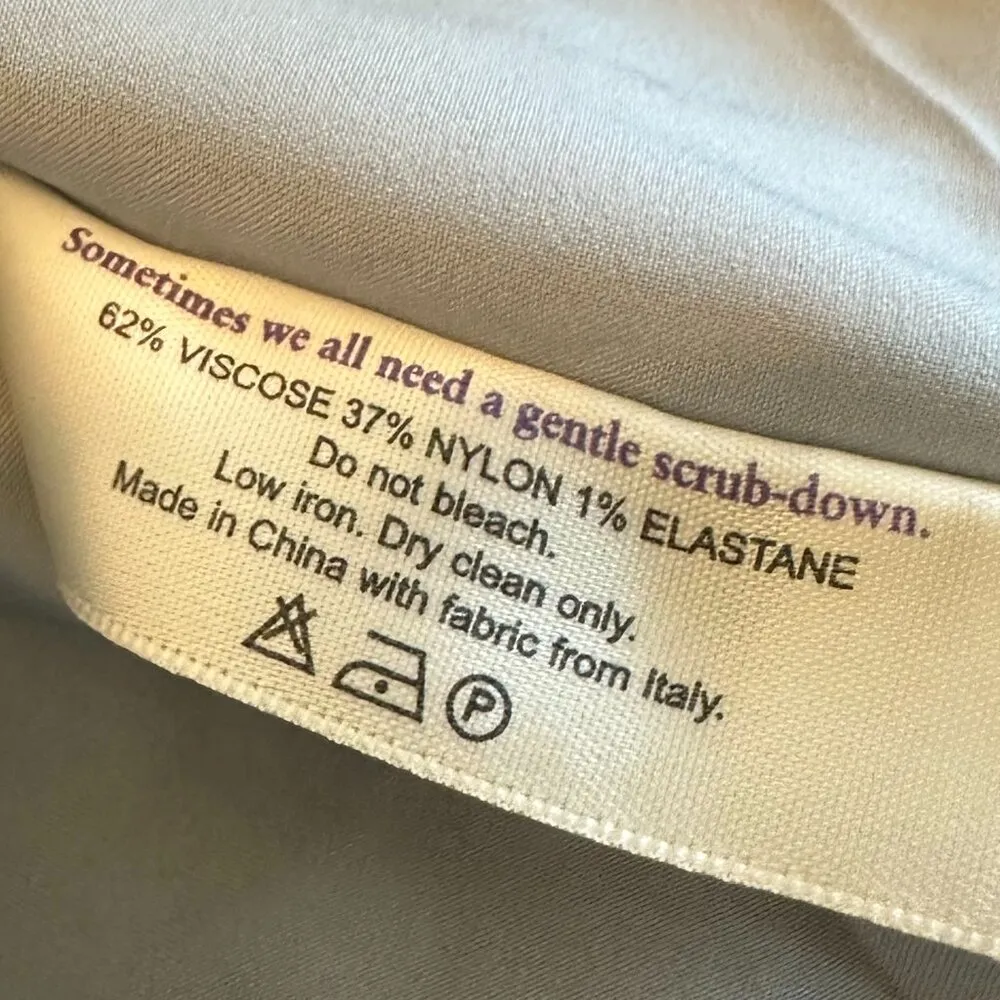 Sometimes we all need a gentle scrub-down.
62% VISCOSE 37% NYLON 1% ELASTANE
Do not bleach.
Low iron. Dry clean only.
Made in China with fabric from Italy.
P